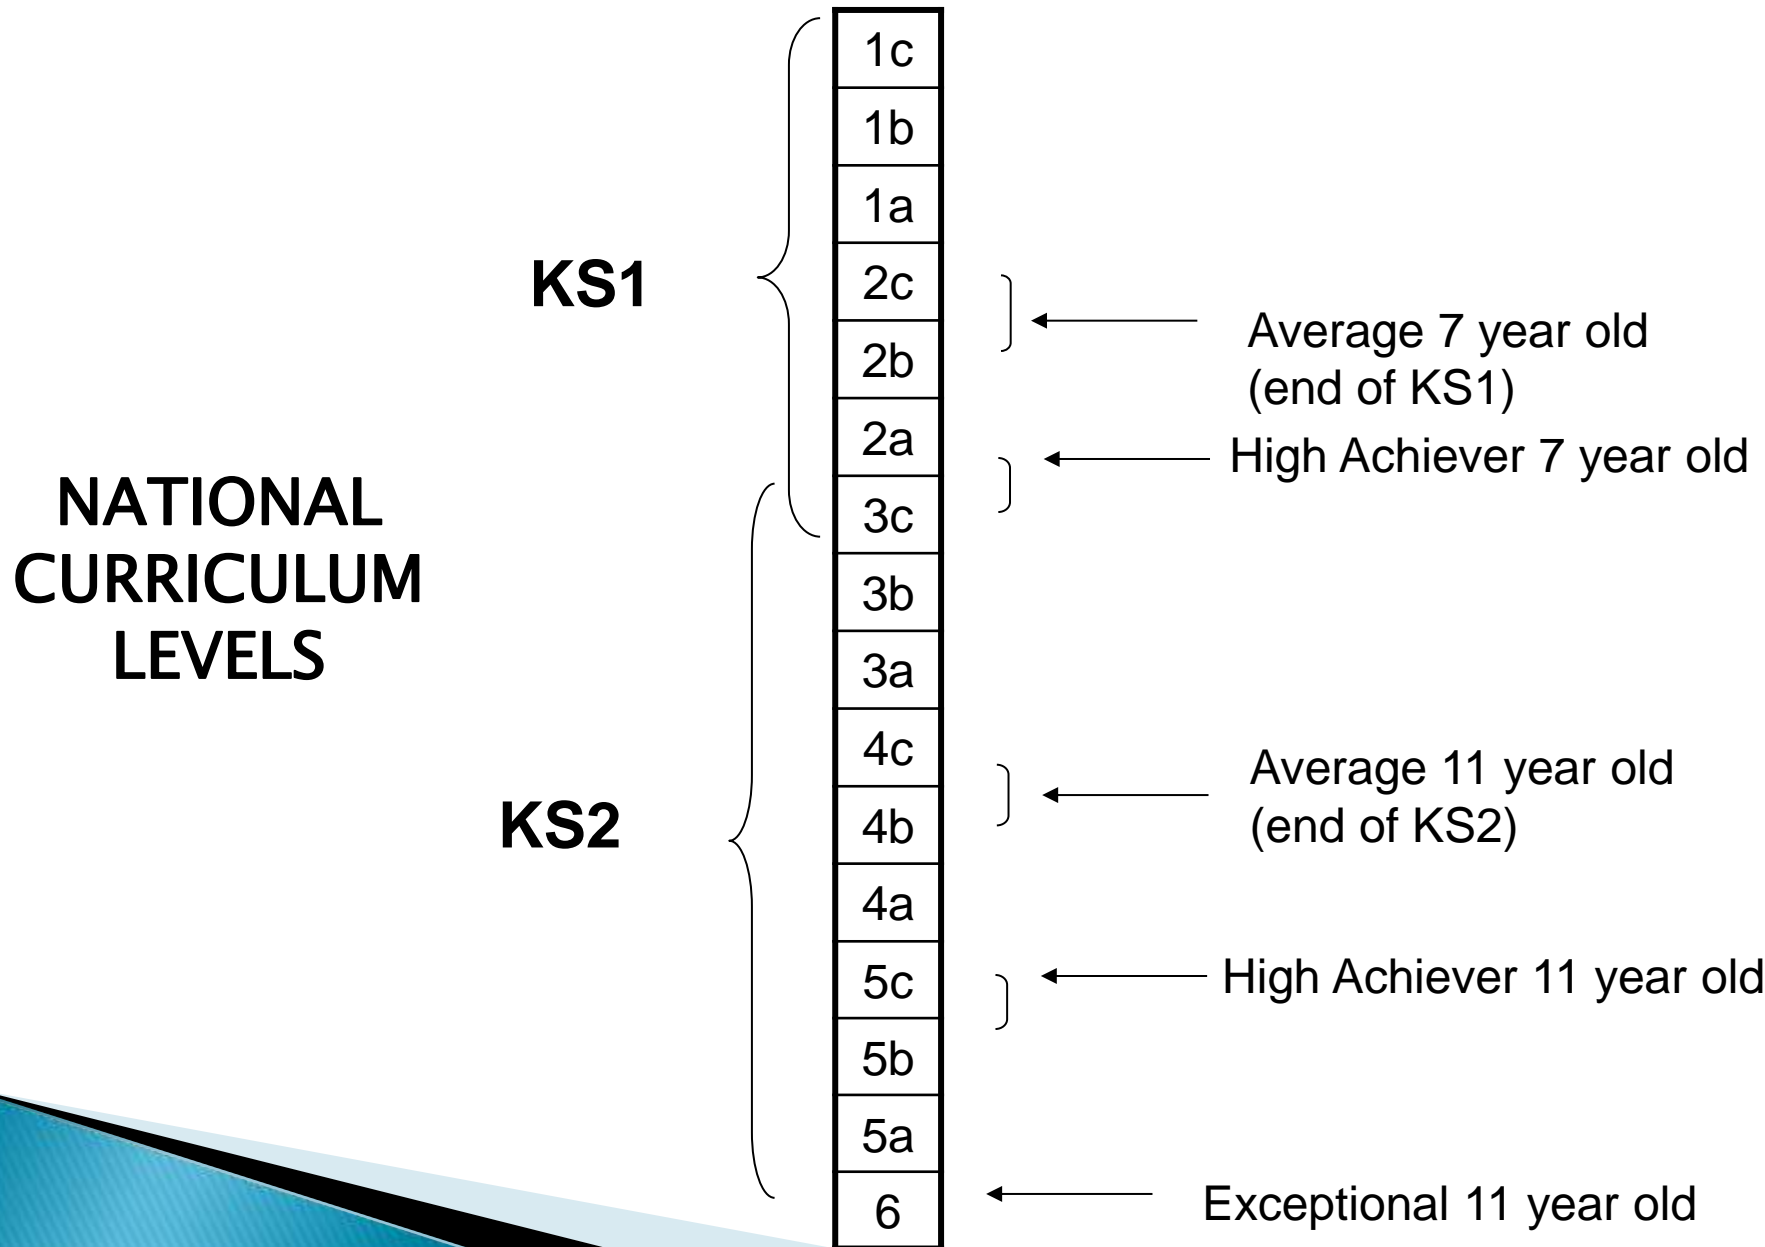 NATIONAL
CURRICULUM
LEVELS
KS1
KS2
1c
1b
1a
2c
2b
2a
3c
3b
3a
4c
4b
4a
5c
5b
5a
6
Average 7 year old
(end of KS1)
High Achiever 7 year old
Average 11 year old
(end of KS2)
High Achiever 11 year old
Exceptional 11 year old